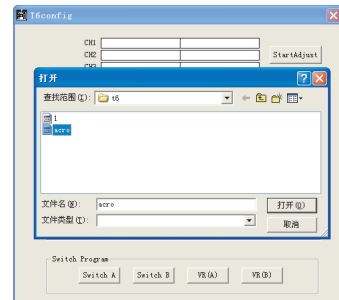 T6config
CH1
CH2
StartAdjust
打开
查找范围(I):
t6
1
acro
文件名(N):
acro
打开(O)
文件类型(T):
取消
Switch Program
Switch A
Switch B
VR(A)
VR(B)